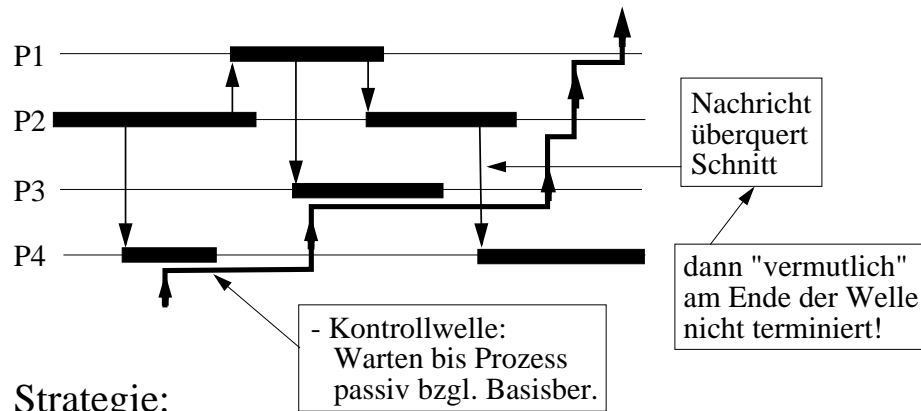 P1
P2
P3
P4
Nachricht
überquert
Schnitt
dann "vermutlich"
am Ende der Welle
nicht terminiert!
- Kontrollwelle:
Warten bis Prozess
passiv bzgl. Basisber.
Strategie: